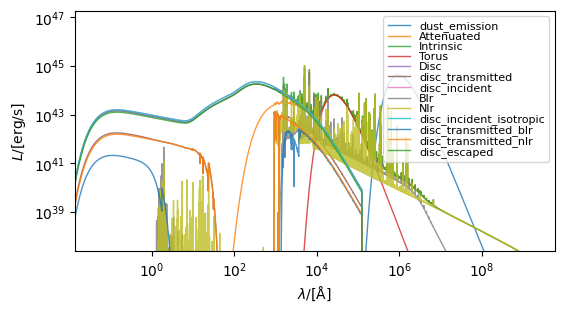 10^47
10^45
10^43
10^41
10^39
L/[erg/s]
10^0
10^2
10^4
10^6
10^8
λ/[Å]
dust_emission
Attenuated
Intrinsic
Torus
Disc
disc_transmitted
disc_incident
Blr
Nlr
disc_incident_isotropic
disc_transmitted_blr
disc_transmitted_nlr
disc_escaped